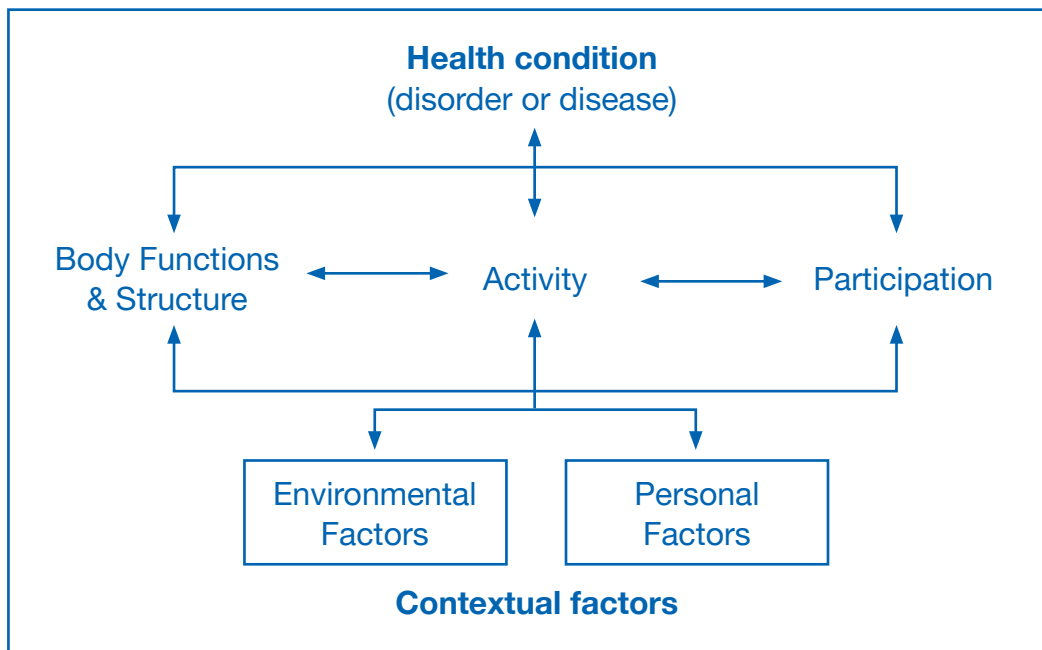 Health condition
(disorder or disease)
Body Functions
& Structure
Activity
Participation
Environmental
Factors
Personal
Factors
Contextual factors